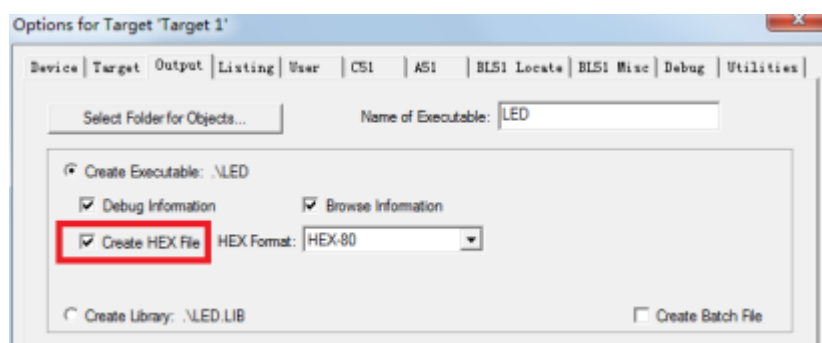 Options for Target 'Target 1'
Device Target Output Listing User C51 A51 BL51 Locate BL51 Misc Debug Utilities
Select Folder for Objects... Name of Executable: LED
Create Executable: .\LED
Debug Information Browse Information
Create HEX File HEX Format: HEX-80
Create Library: .\LED.LIB Create Batch File